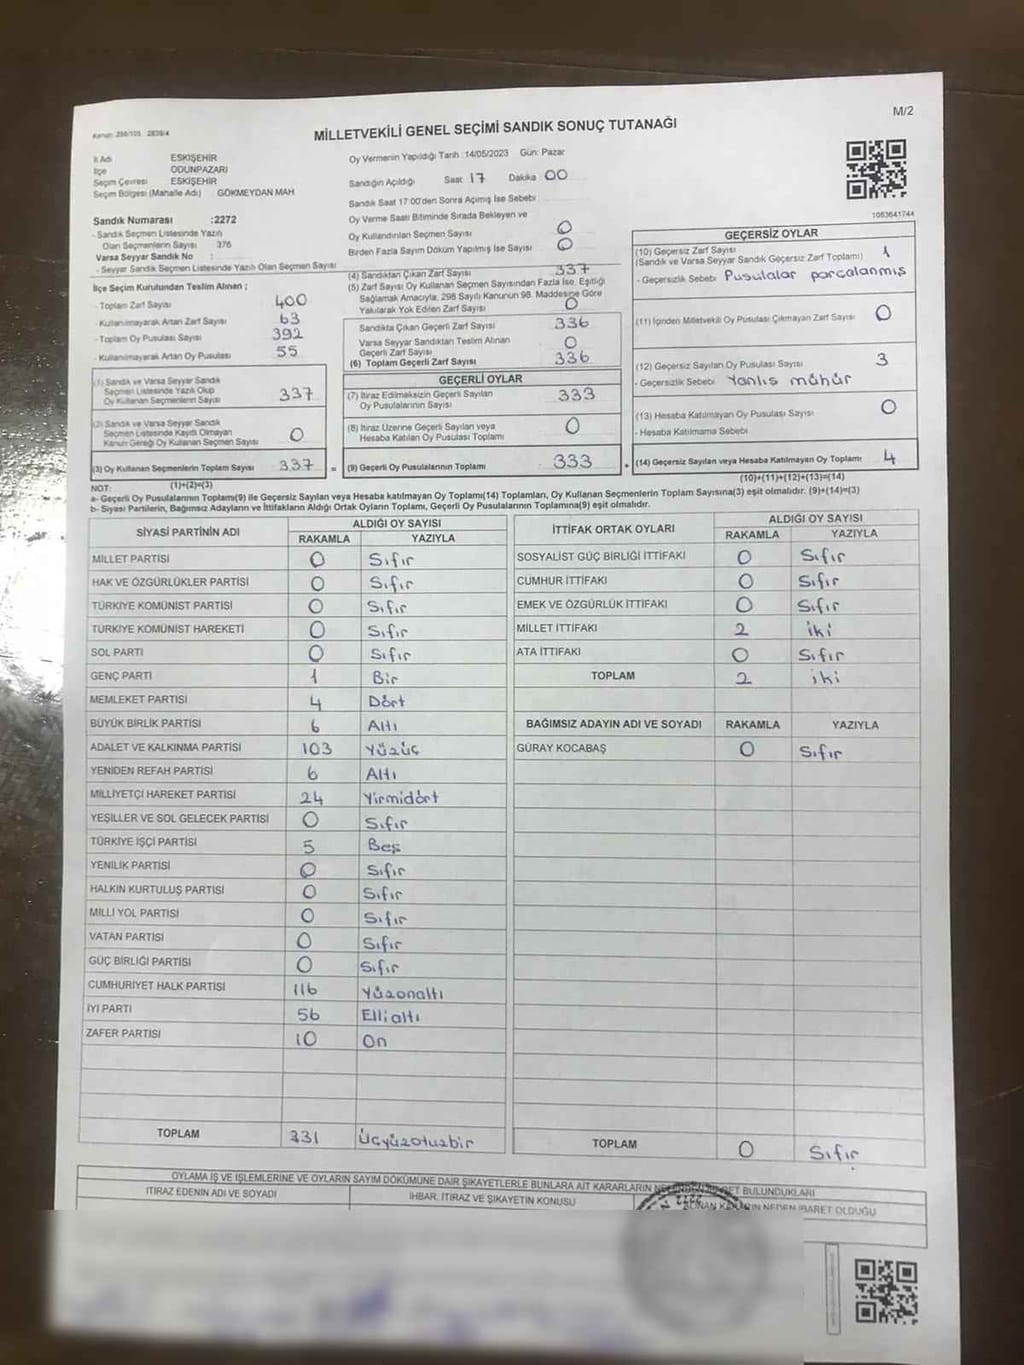 M/2
Kanun: 298/105 2839/4
MİLLETVEKİLİ GENEL SEÇİMİ SANDIK SONUÇ TUTANAĞI
İl Adı ESKİŞEHİR
İlçe ODUNPAZARI
Seçim Çevresi ESKİŞEHİR
Seçim Bölgesi (Mahalle Adı) GÖKMEYDAN MAH
Oy Vermenin Yapıldığı Tarih :14/05/2023 Gün: Pazar
Sandığın Açıldığı Saat 17 Dakika 00
Sandık Saat 17:00'den Sonra Açılmış İse Sebebi
Oy Verme Saati Bitiminde Sırada Bekleyen ve
Oy Kullandırılan Seçmen Sayısı 0
Birden Fazla Sayım Döküm Yapılmış İse Sayısı 0
1063641744
Sandık Numarası :2272
- Sandık Seçmen Listesinde Yazılı
Olan Seçmenlerin Sayısı 376
Varsa Seyyar Sandık No :
- Seyyar Sandık Seçmen Listesinde Yazılı Olan Seçmen Sayısı
İlçe Seçim Kurulundan Teslim Alınan :
- Toplam Zarf Sayısı 400
- Kullanılmayarak Artan Zarf Sayısı 63
- Toplam Oy Pusulası Sayısı 392
- Kullanılmayarak Artan Oy Pusulası 55
(1) Sandık ve Varsa Seyyar Sandık
Seçmen Listesinde Yazılı Olup
Oy Kullanan Seçmenlerin Sayısı 337
(2) Sandık ve Varsa Seyyar Sandık
Seçmen Listesinde Kaydı Olmayan
Kanun Gereği Oy Kullanan Seçmen Sayısı 0
(3) Oy Kullanan Seçmenlerin Toplam Sayısı 337 =
(1)+(2)=(3)
(4) Sandıktan Çıkan Zarf Sayısı 337
(5) Zarf Sayısı Oy Kullanan Seçmen Sayısından Fazla İse, Eşitliği
Sağlamak Amacıyla, 298 Sayılı Kanunun 98. Maddesine Göre
Yakılarak Yok Edilen Zarf Sayısı 0
Sandıkta Çıkan Geçerli Zarf Sayısı 336
Varsa Seyyar Sandıktan Teslim Alınan
Geçerli Zarf Sayısı 0
(6) Toplam Geçerli Zarf Sayısı 336
GEÇERLİ OYLAR
(7) İtiraz Edilmeksizin Geçerli Sayılan
Oy Pusulalarının Sayısı 333
(8) İtiraz Üzerine Geçerli Sayılan veya
Hesaba Katılan Oy Pusulası Toplamı 0
(9) Geçerli Oy Pusulalarının Toplamı 333 +
GEÇERSİZ OYLAR
(10) Geçersiz Zarf Sayısı 1
(Sandık ve Varsa Seyyar Sandık Geçersiz Zarf Toplamı)
- Geçersizlik Sebebi Pusulalar parçalanmış
(11) İçinden Milletvekili Oy Pusulası Çıkmayan Zarf Sayısı 0
(12) Geçersiz Sayılan Oy Pusulası Sayısı 3
- Geçersizlik Sebebi Yanlış mühür
(13) Hesaba Katılmayan Oy Pusulası Sayısı 0
- Hesaba Katılmama Sebebi
(14) Geçersiz Sayılan veya Hesaba Katılmayan Oy Toplamı 4
(10)+(11)+(12)+(13)=(14)
NOT:
a- Geçerli Oy Pusulalarının Toplamı(9) ile Geçersiz Sayılan veya Hesaba katılmayan Oy Toplamı(14) Toplamları, Oy Kullanan Seçmenlerin Toplam Sayısına(3) eşit olmalıdır. (9)+(14)=(3)
b- Siyasi Partilerin, Bağımsız Adayların ve İttifakların Aldığı Ortak Oyların Toplamı, Geçerli Oy Pusulalarının Toplamına(9) eşit olmalıdır.
SİYASİ PARTİNİN ADI ALDIĞI OY SAYISI
RAKAMLA YAZIYLA
MİLLET PARTİSİ 0 Sıfır
HAK VE ÖZGÜRLÜKLER PARTİSİ 0 Sıfır
TÜRKİYE KOMÜNİST PARTİSİ 0 Sıfır
TÜRKİYE KOMÜNİST HAREKETİ 0 Sıfır
SOL PARTİ 0 Sıfır
GENÇ PARTİ 1 Bir
MEMLEKET PARTİSİ 4 Dört
BÜYÜK BİRLİK PARTİSİ 6 Altı
ADALET VE KALKINMA PARTİSİ 103 Yüzüç
YENİDEN REFAH PARTİSİ 6 Altı
MİLLİYETÇİ HAREKET PARTİSİ 24 Yirmidört
YEŞİLLER VE SOL GELECEK PARTİSİ 0 Sıfır
TÜRKİYE İŞÇİ PARTİSİ 5 Beş
YENİLİK PARTİSİ 0 Sıfır
HALKIN KURTULUŞ PARTİSİ 0 Sıfır
MİLLİ YOL PARTİSİ 0 Sıfır
VATAN PARTİSİ 0 Sıfır
GÜÇ BİRLİĞİ PARTİSİ 0 Sıfır
CUMHURİYET HALK PARTİSİ 116 Yüzonaltı
İYİ PARTİ 56 Ellialtı
ZAFER PARTİSİ 10 On
TOPLAM 331 Üçyüzotuzbir
İTTİFAK ORTAK OYLARI ALDIĞI OY SAYISI
RAKAMLA YAZIYLA
SOSYALİST GÜÇ BİRLİĞİ İTTİFAKI 0 Sıfır
CUMHUR İTTİFAKI 0 Sıfır
EMEK VE ÖZGÜRLÜK İTTİFAKI 0 Sıfır
MİLLET İTTİFAKI 2 iki
ATA İTTİFAKI 0 Sıfır
TOPLAM 2 iki
BAĞIMSIZ ADAYIN ADI VE SOYADI RAKAMLA YAZIYLA
GÜRAY KOCABAŞ 0 Sıfır
TOPLAM 0 Sıfır
OYLAMA İŞ VE İŞLEMLERİNE VE OYLARIN SAYIM DÖKÜMÜNE DAİR ŞİKAYETLERLE BUNLARA AİT KARARLARIN BULUNDUKLARI
İTİRAZ EDENİN ADI VE SOYADI İHBAR, İTİRAZ VE ŞİKAYETİN KONUSU NEDEN İBARET OLDUĞU
2272